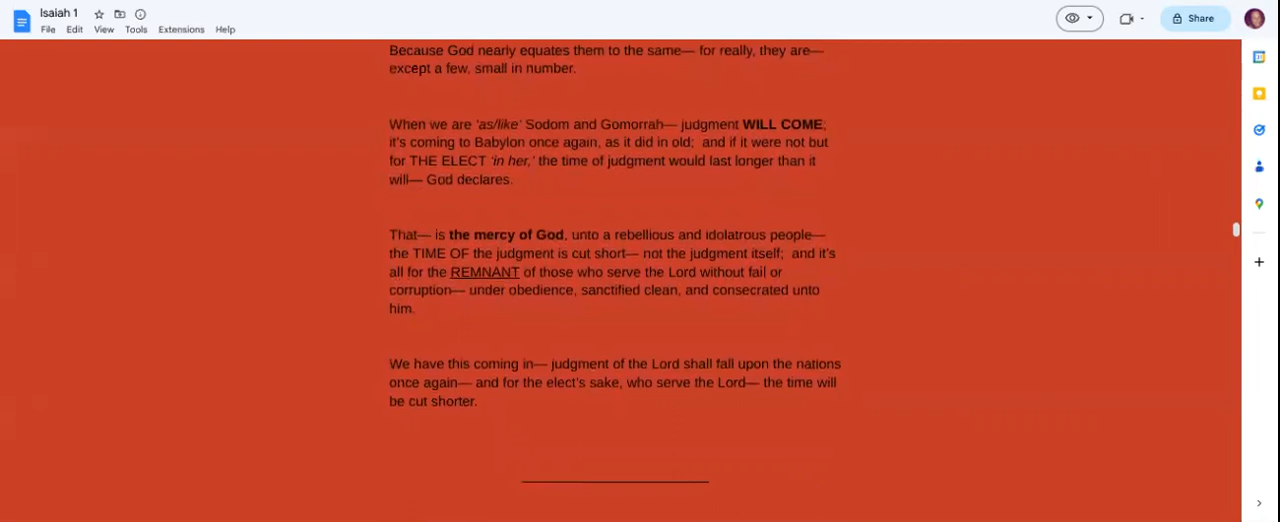 Isaiah 1
File Edit View Tools Extensions Help
Share
Because God nearly equates them to the same— for really, they are—
except a few, small in number.
When we are 'as/like' Sodom and Gomorrah— judgment WILL COME;
it's coming to Babylon once again, as it did in old;  and if it were not but
for THE ELECT 'in her,' the time of judgment would last longer than it
will— God declares.
That— is the mercy of God, unto a rebellious and idolatrous people—
the TIME OF the judgment is cut short— not the judgment itself;  and it's
all for the REMNANT of those who serve the Lord without fail or
corruption— under obedience, sanctified clean, and consecrated unto
him.
We have this coming in— judgment of the Lord shall fall upon the nations
once again— and for the elect's sake, who serve the Lord— the time will
be cut shorter.